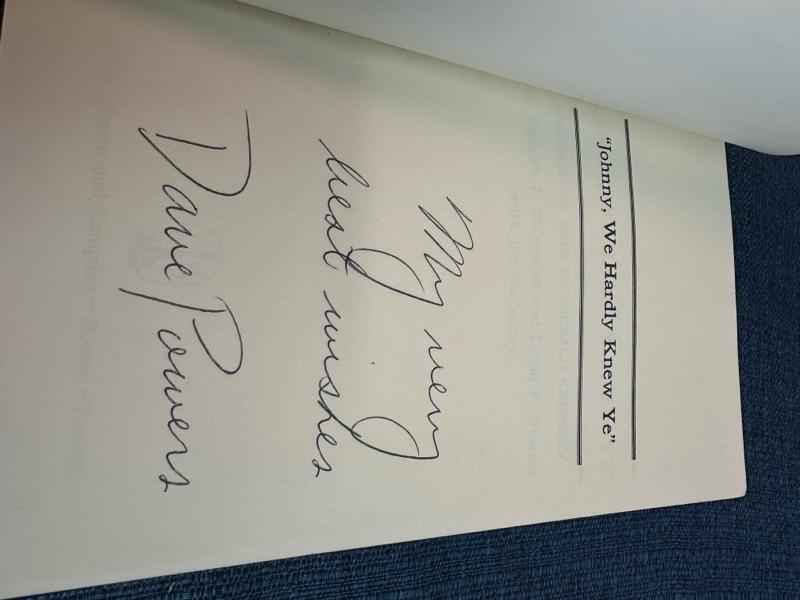 "Johnny, We Hardly Knew Ye"
My very
best wishes
Dave Powers